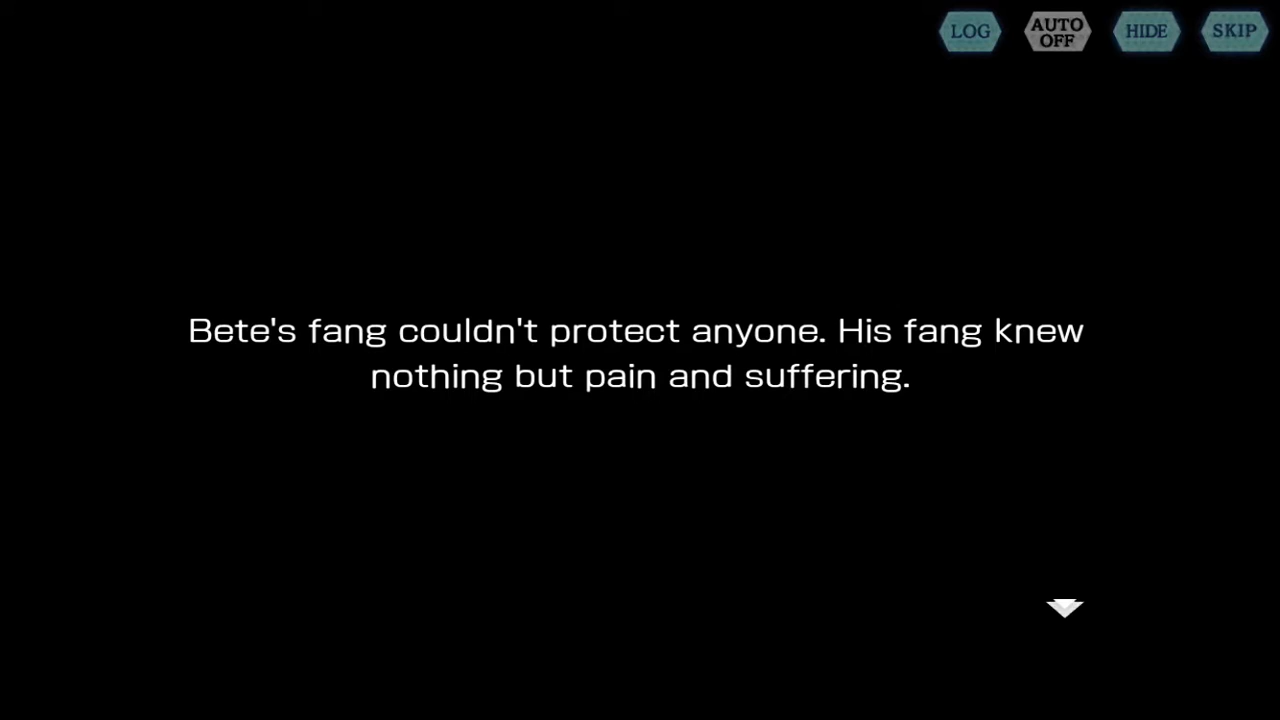 LOG
AUTO
OFF
HIDE
SKIP
Bete's fang couldn't protect anyone. His fang knew
nothing but pain and suffering.